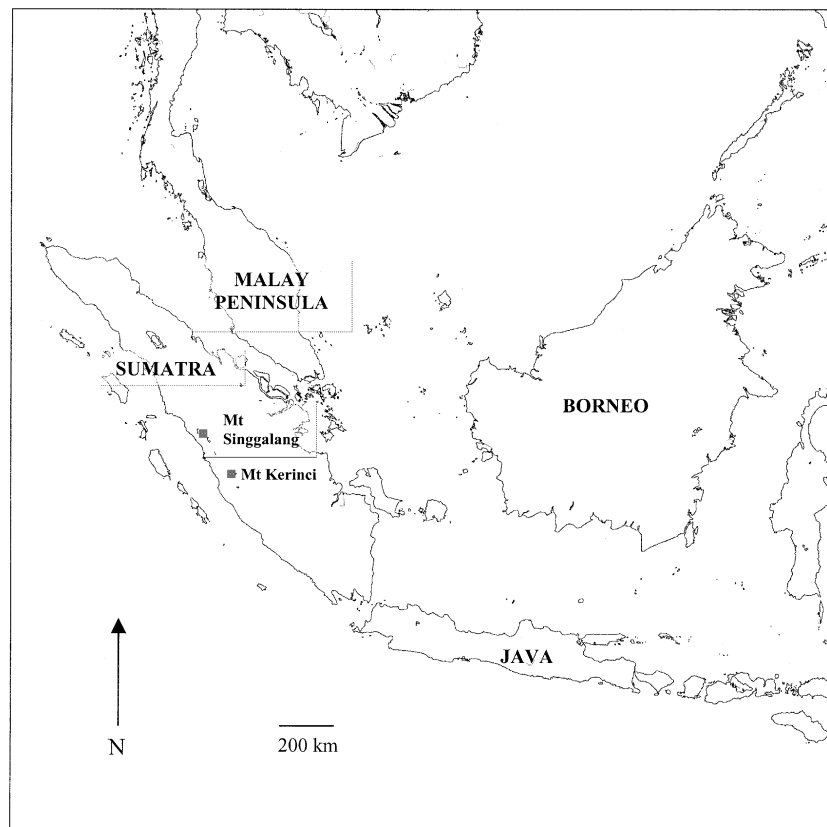 MALAY
PENINSULA
SUMATRA
BORNEO
Mt
Singgalang
Mt Kerinci
JAVA
N
200 km